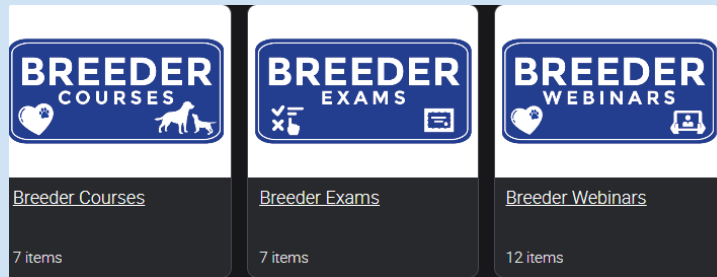 BREEDER
COURSES
Breeder Courses
7 items
BREEDER
EXAMS
Breeder Exams
7 items
BREEDER
WEBINARS
Breeder Webinars
12 items